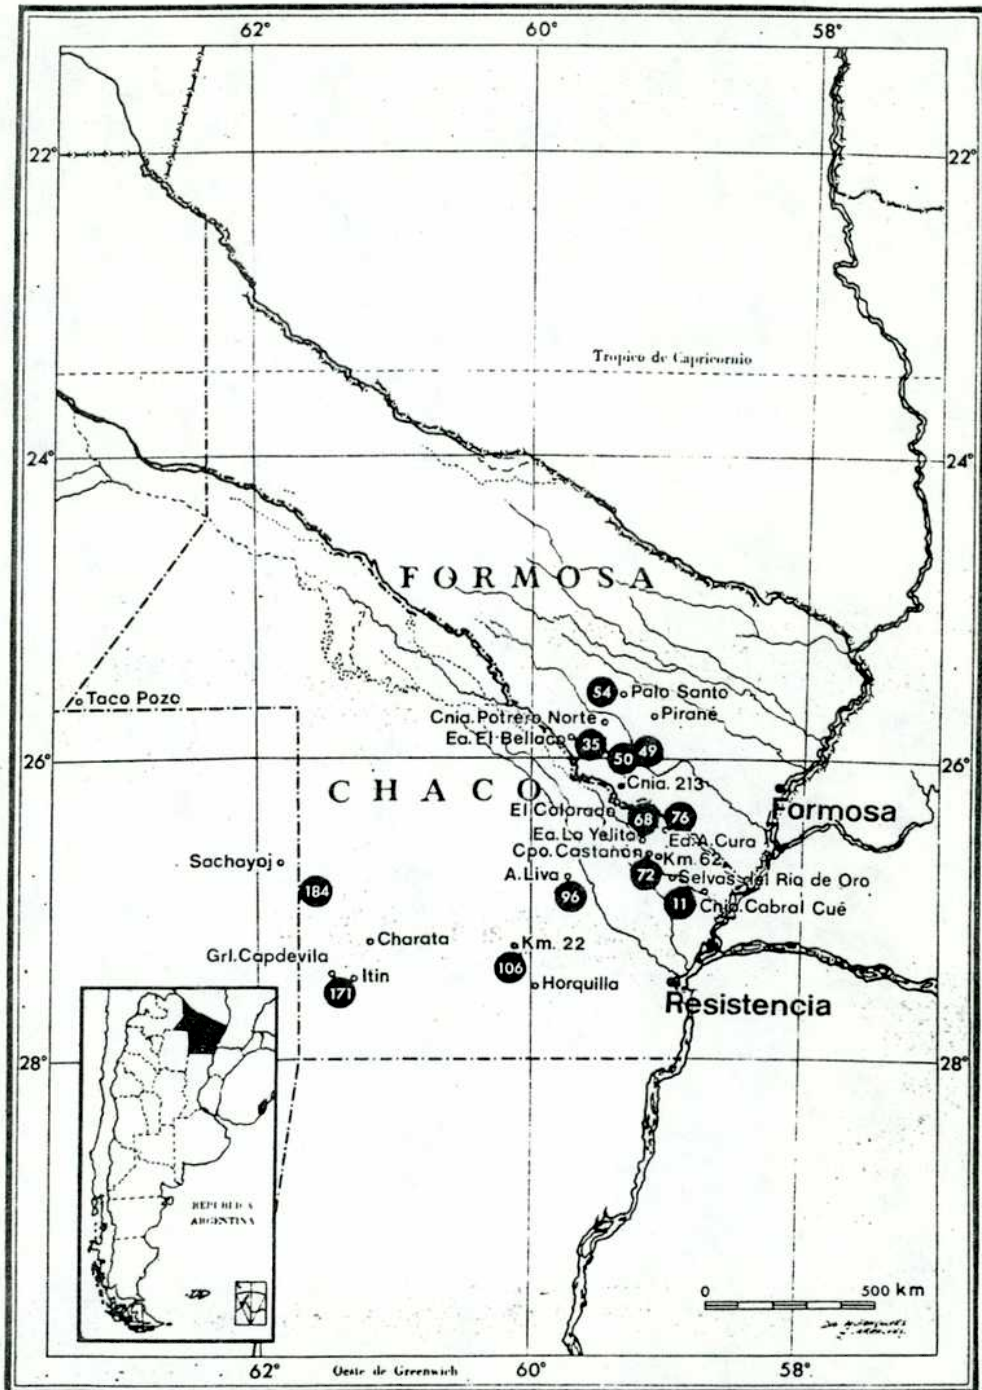 62°
60°
58°
22°
22°
Tropico de Capricornio
24°
24°
FORMOSA
54
Palo Santo
Taco Pozo
Pirané
Cnia. Potrero Norte
Ea. El Bellaco
35
50
49
26°
26°
CHACO
Cnia. 213
El Colorado
Formosa
68
76
Ea. La Yelita
Ea. A. Cura
Cpo. Castañón
Km. 62
Sachayoj
A. Liva
72
Selvas del Rio de Oro
184
96
11
Cnia. Cabral Cué
Charata
Km. 22
Grl. Capdevila
Itin
106
Horquilla
171
Resistencia
28°
28°
REPUBLICA
ARGENTINA
0
500 km
62°
Oeste de Greenwich
60°
58°